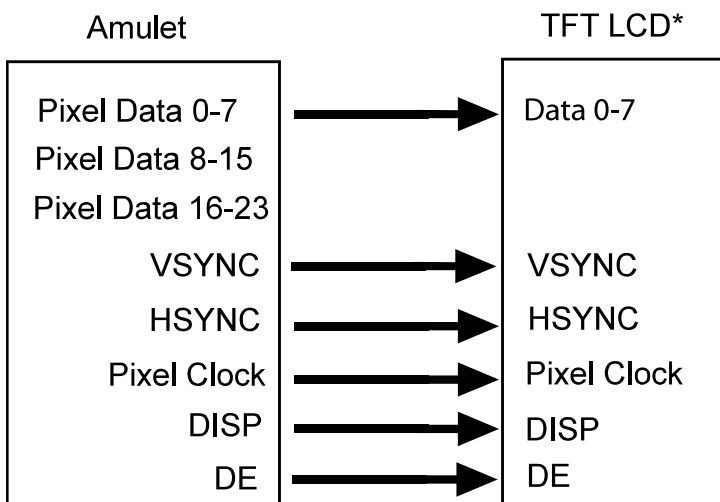 Amulet
TFT LCD*
Pixel Data 0-7
Data 0-7
Pixel Data 8-15
Pixel Data 16-23
VSYNC
VSYNC
HSYNC
HSYNC
Pixel Clock
Pixel Clock
DISP
DISP
DE
DE